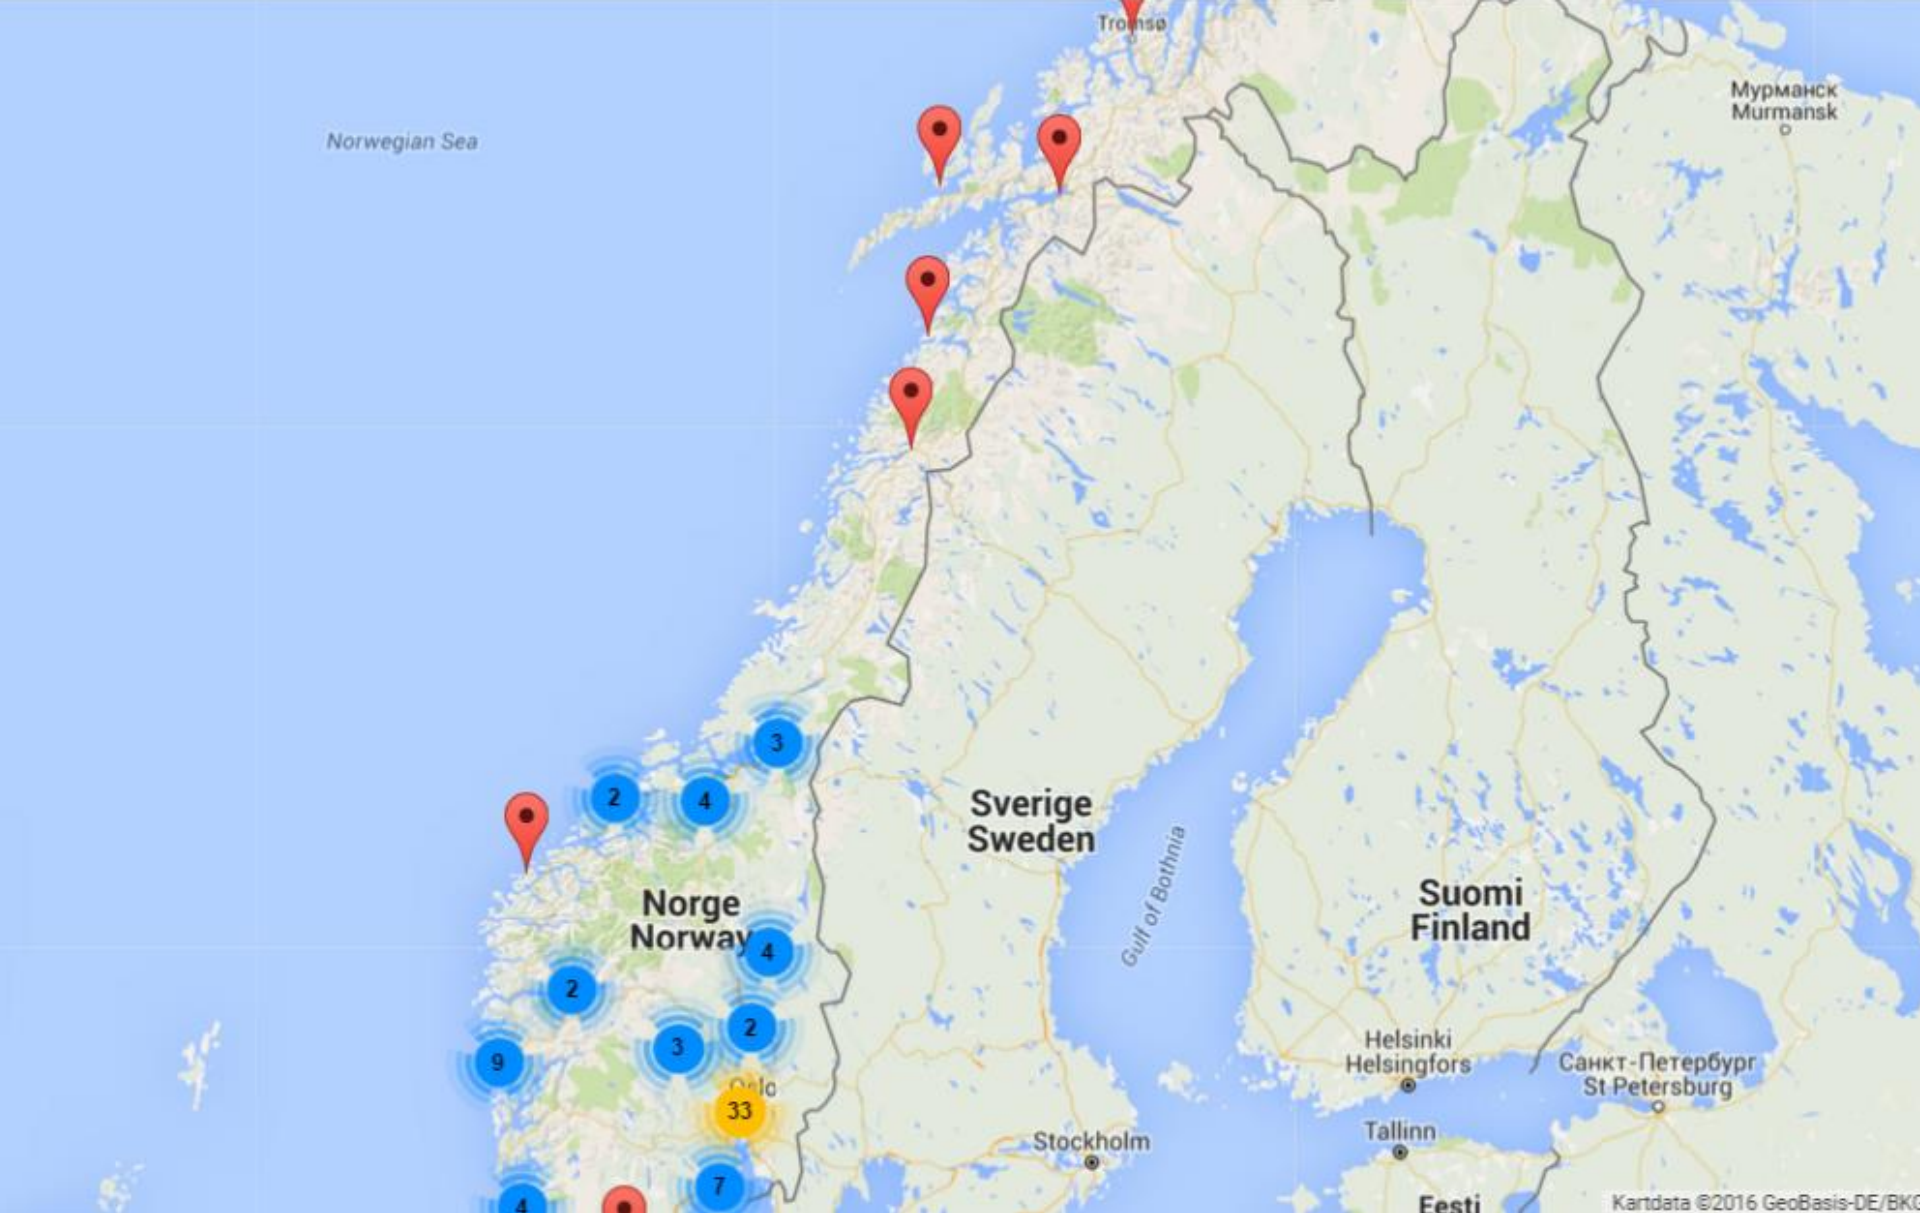 Tromsø
Мурманск
Murmansk
Norwegian Sea
3
2
4
Sverige
Sweden
Gulf of Bothnia
Norge
Norway
4
Suomi
Finland
2
2
3
9
Helsinki
Helsingfors
Санкт-Петербург
St Petersburg
Oslo
33
Stockholm
Tallinn
7
4
Eesti
Kartdata ©2016 GeoBasis-DE/BKG